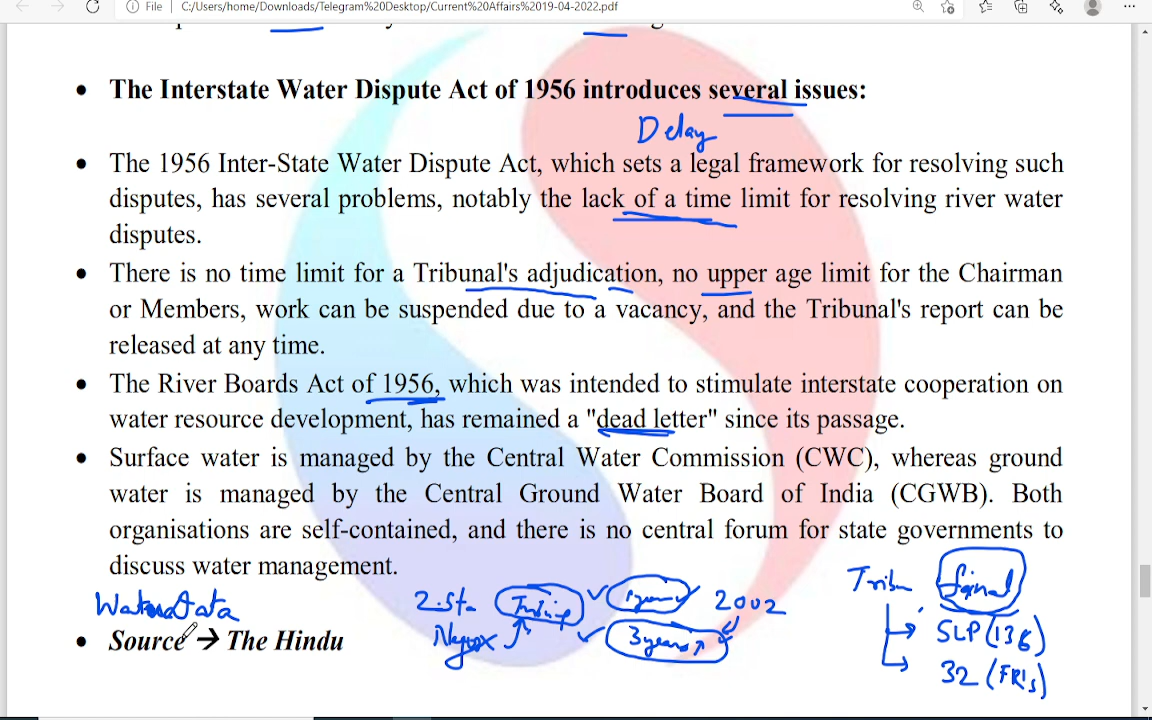 File | C:/Users/home/Downloads/Telegram%20Desktop/Current%20Affairs%2019-04-2022.pdf
• The Interstate Water Dispute Act of 1956 introduces several issues:
Delay
• The 1956 Inter-State Water Dispute Act, which sets a legal framework for resolving such
disputes, has several problems, notably the lack of a time limit for resolving river water
disputes.
• There is no time limit for a Tribunal's adjudication, no upper age limit for the Chairman
or Members, work can be suspended due to a vacancy, and the Tribunal's report can be
released at any time.
• The River Boards Act of 1956, which was intended to stimulate interstate cooperation on
water resource development, has remained a "dead letter" since its passage.
• Surface water is managed by the Central Water Commission (CWC), whereas ground
water is managed by the Central Ground Water Board of India (CGWB). Both
organisations are self-contained, and there is no central forum for state governments to
discuss water management.
Tribu final
Water data 2-St. 2002
SLP (136)
• Source → The Hindu 3 years
32 (FRs)